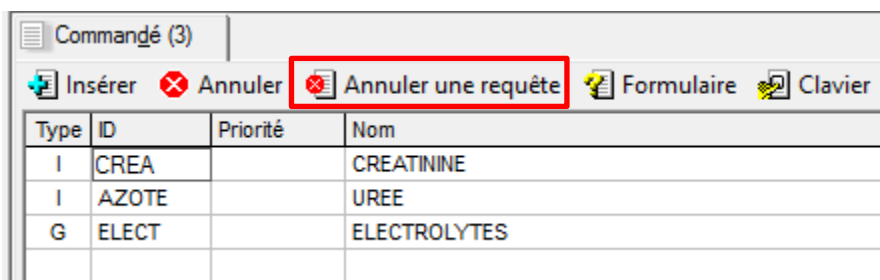 Commandé (3)
Insérer Annuler Annuler une requête Formulaire Clavier
Type ID Priorité Nom
I CREA CREATININE
I AZOTE UREE
G ELECT ELECTROLYTES